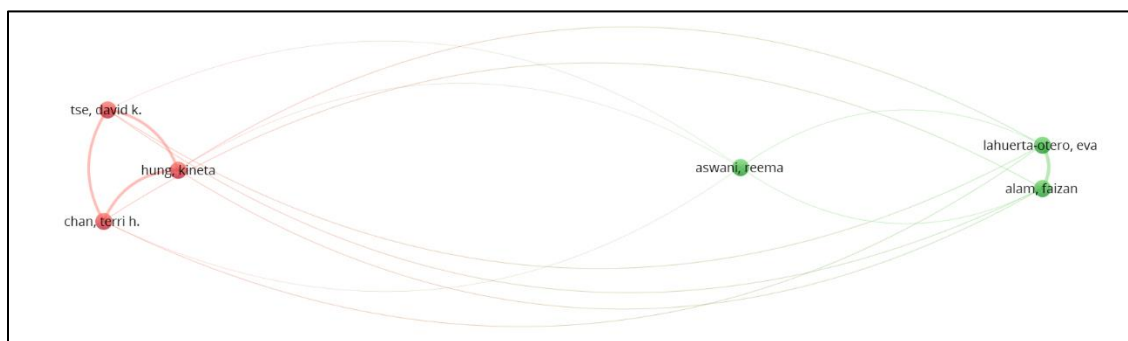 tse, david k.
hung, kineta
chan, terri h.
aswani, reema
lahuerta-otero, eva
alam, faizan